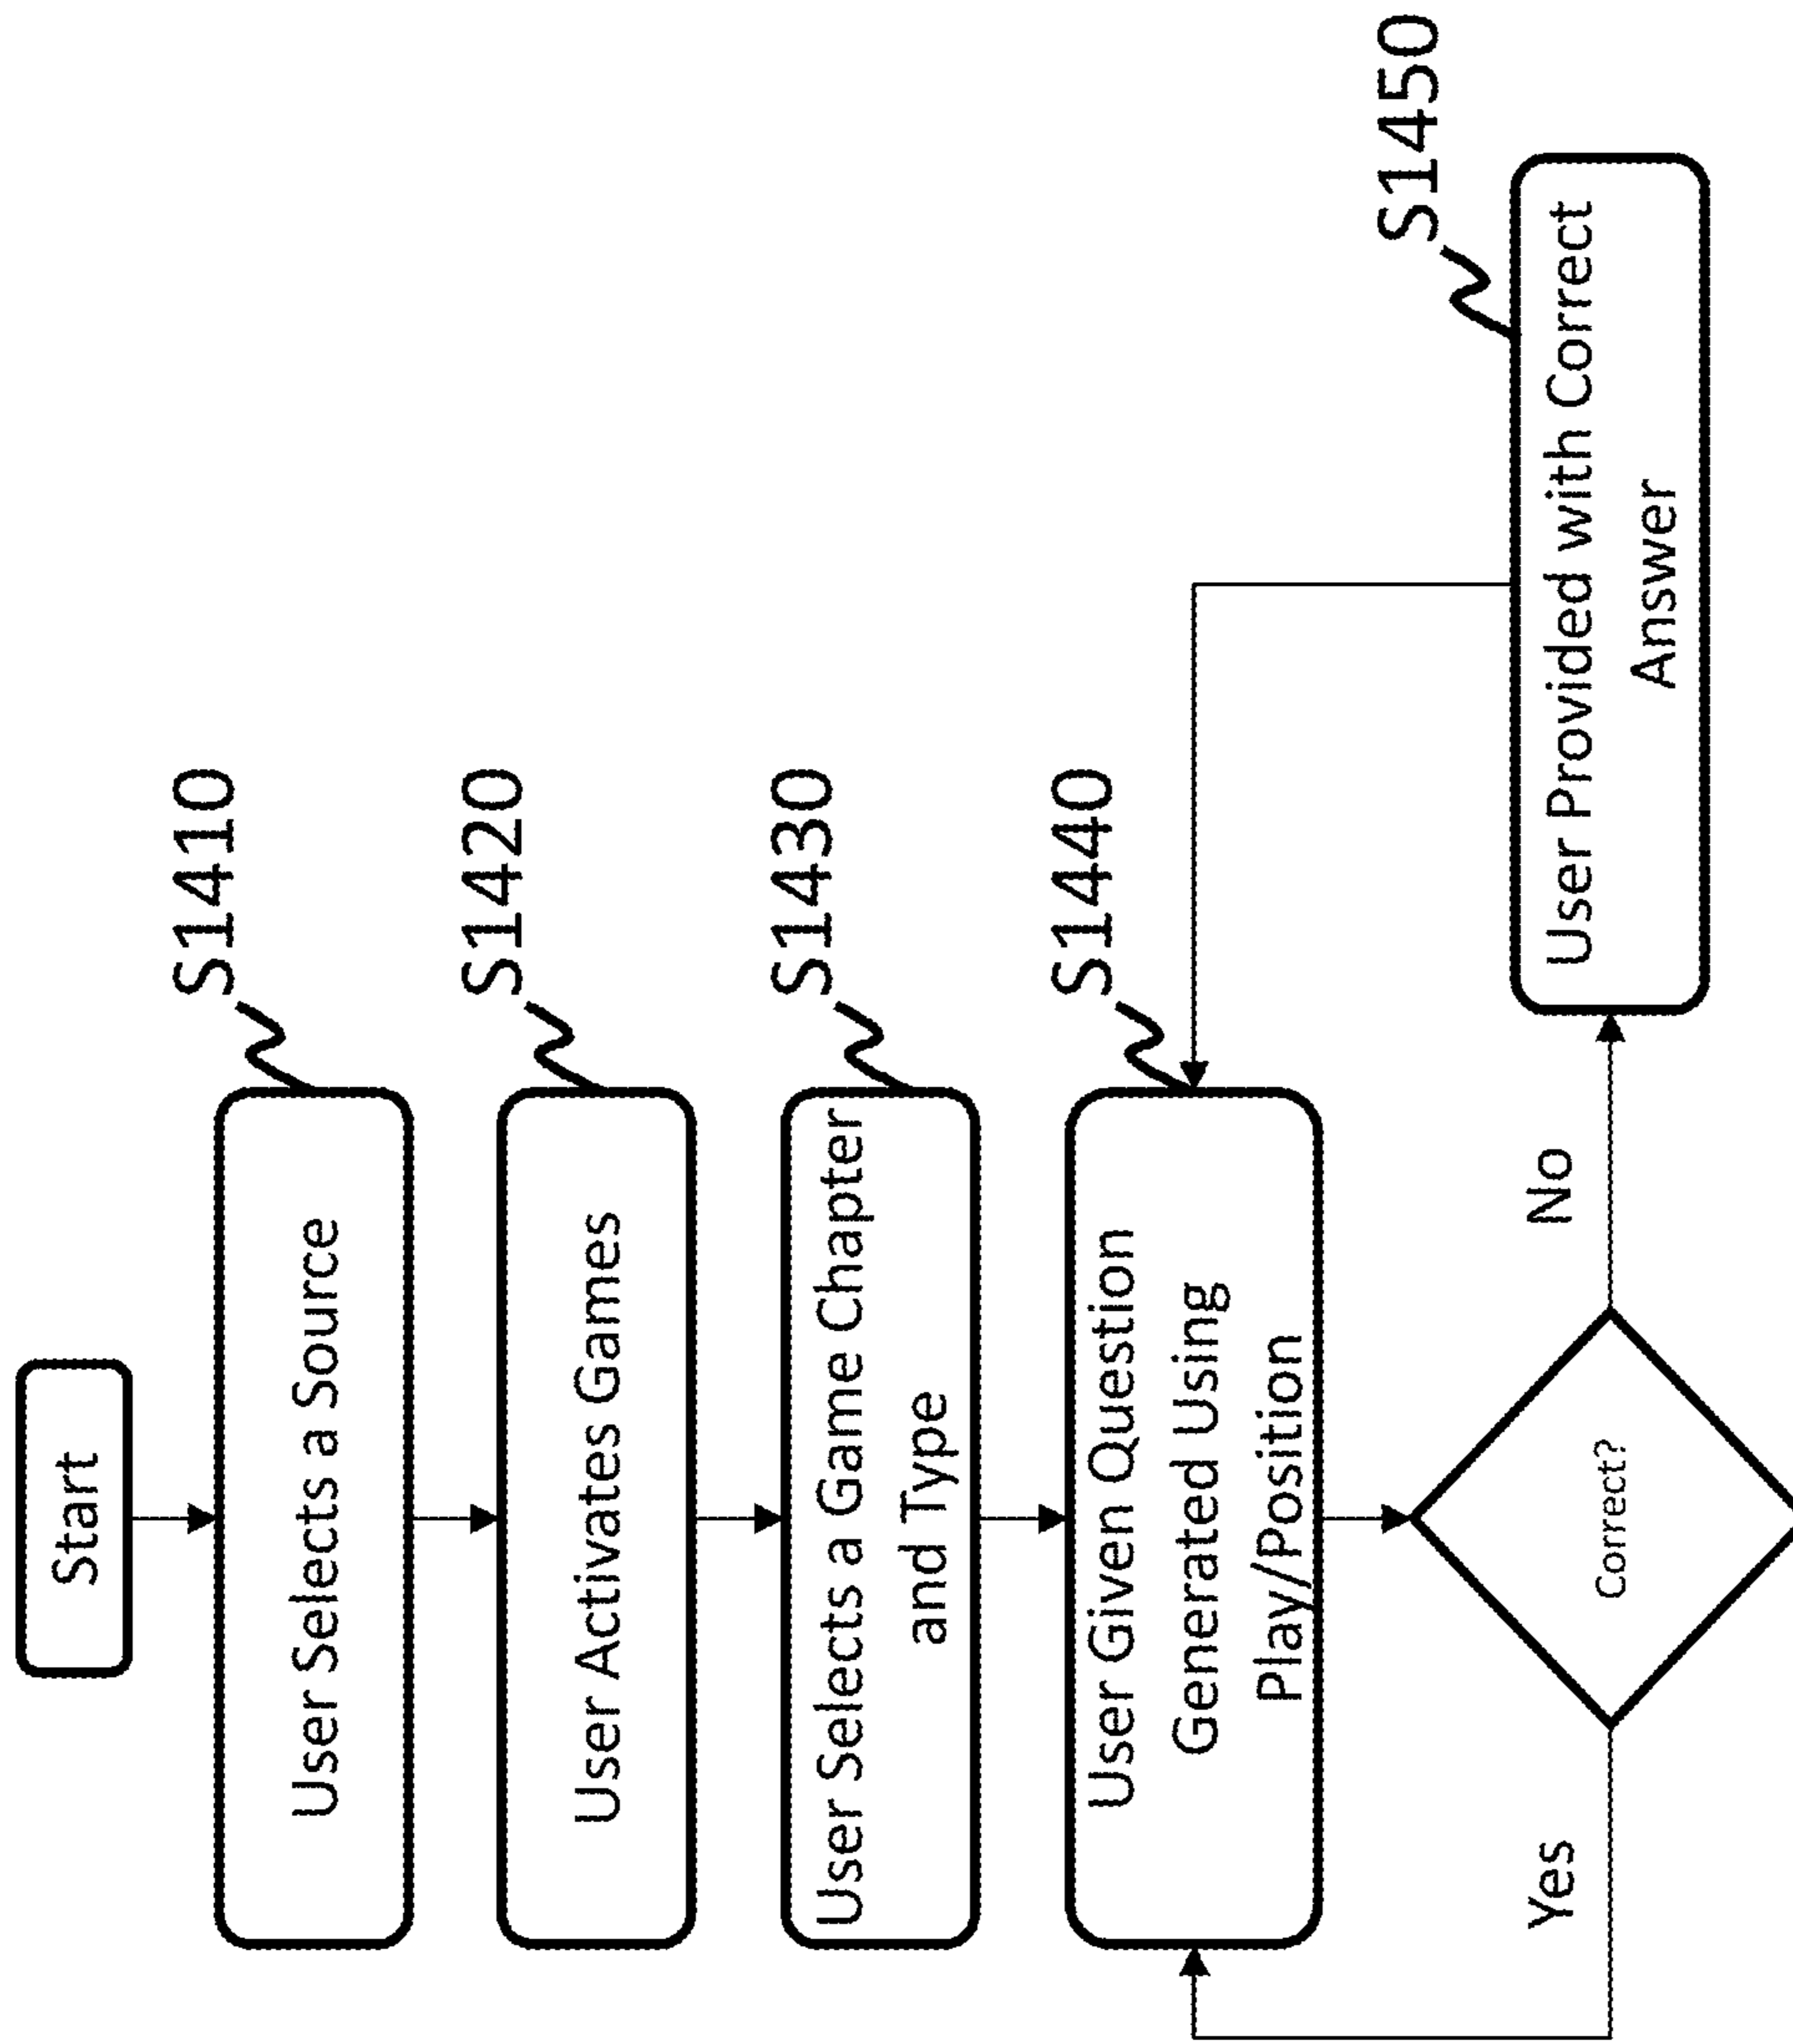 Start
S1410
User Selects a Source
S1420
User Activates Games
S1430
User Selects a Game Chapter
and Type
S1440
User Given Question
Generated Using
Play/Position
Correct?
Yes
No
S1450
User Provided with Correct
Answer